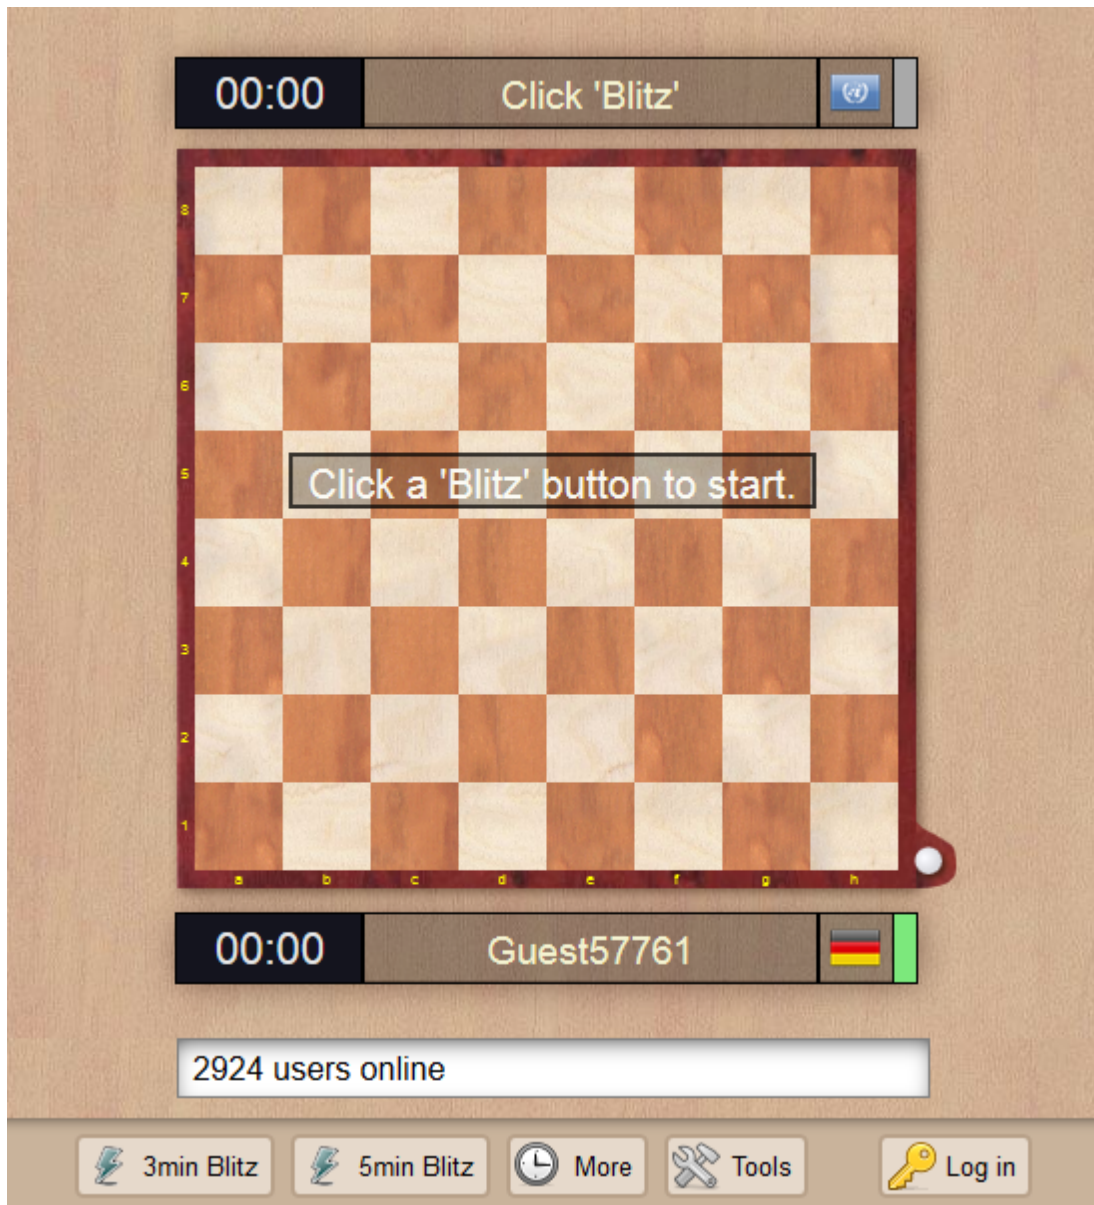 00:00 Click 'Blitz'
8
7
6
5
Click a 'Blitz' button to start.
4
3
2
1
a b c d e f g h
00:00 Guest57761
2924 users online
3min Blitz 5min Blitz More Tools Log in